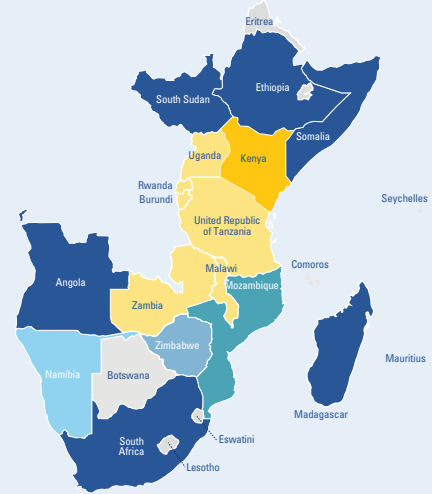 Eritrea
Ethiopia
South Sudan
Somalia
Uganda
Kenya
Rwanda
Burundi
Seychelles
United Republic
of Tanzania
Malawi
Comoros
Angola
Mozambique
Zambia
Zimbabwe
Mauritius
Namibia
Botswana
Madagascar
South
Africa
Eswatini
Lesotho